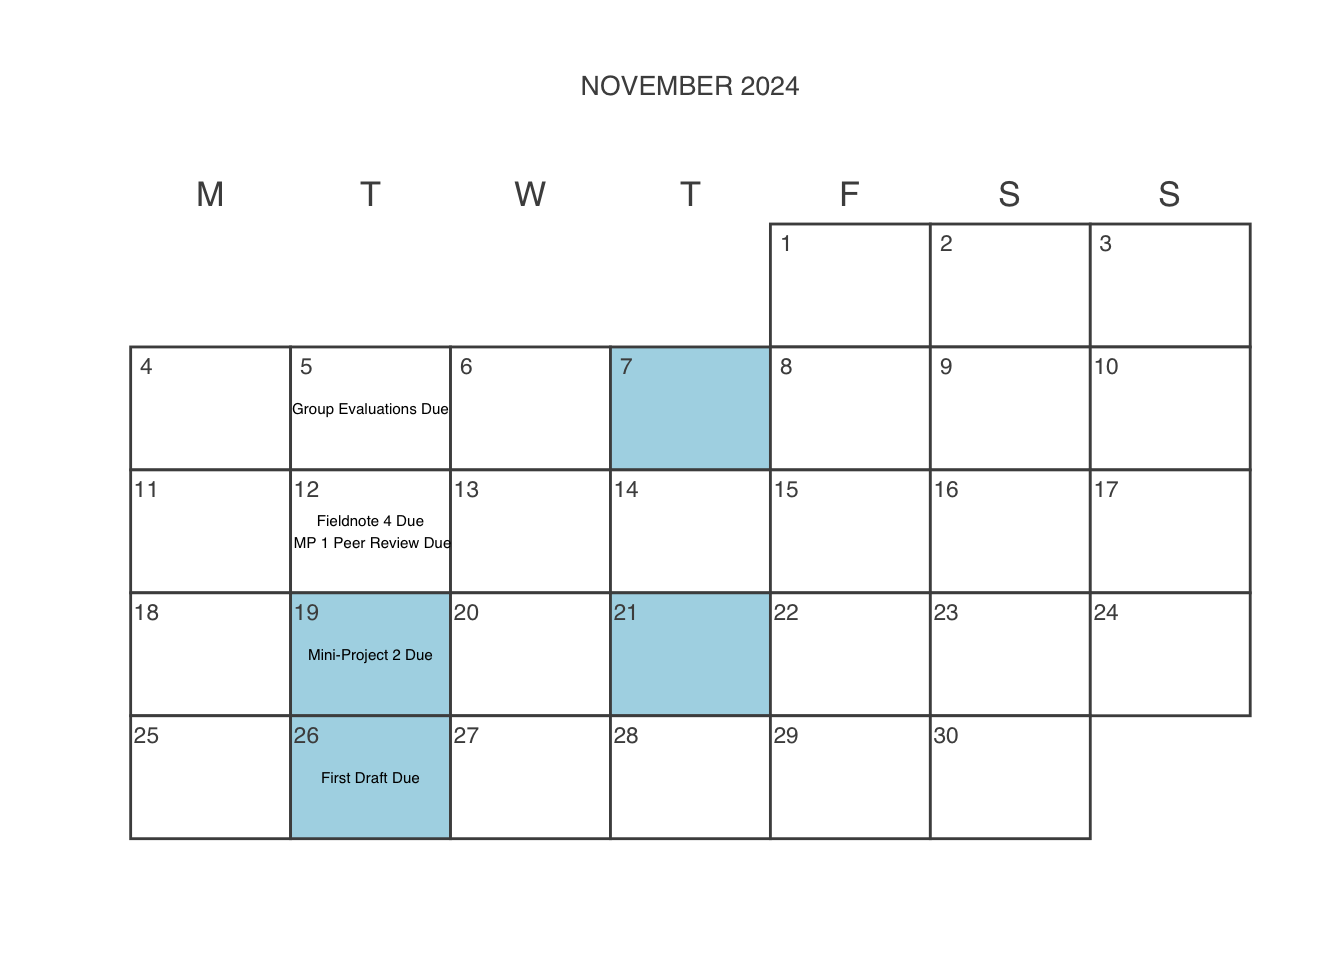 NOVEMBER 2024
M T W T F S S
1 2 3
4 5 6 7 8 9 10
Group Evaluations Due
11 12 13 14 15 16 17
Fieldnote 4 Due
MP 1 Peer Review Due
18 19 20 21 22 23 24
Mini-Project 2 Due
25 26 27 28 29 30
First Draft Due